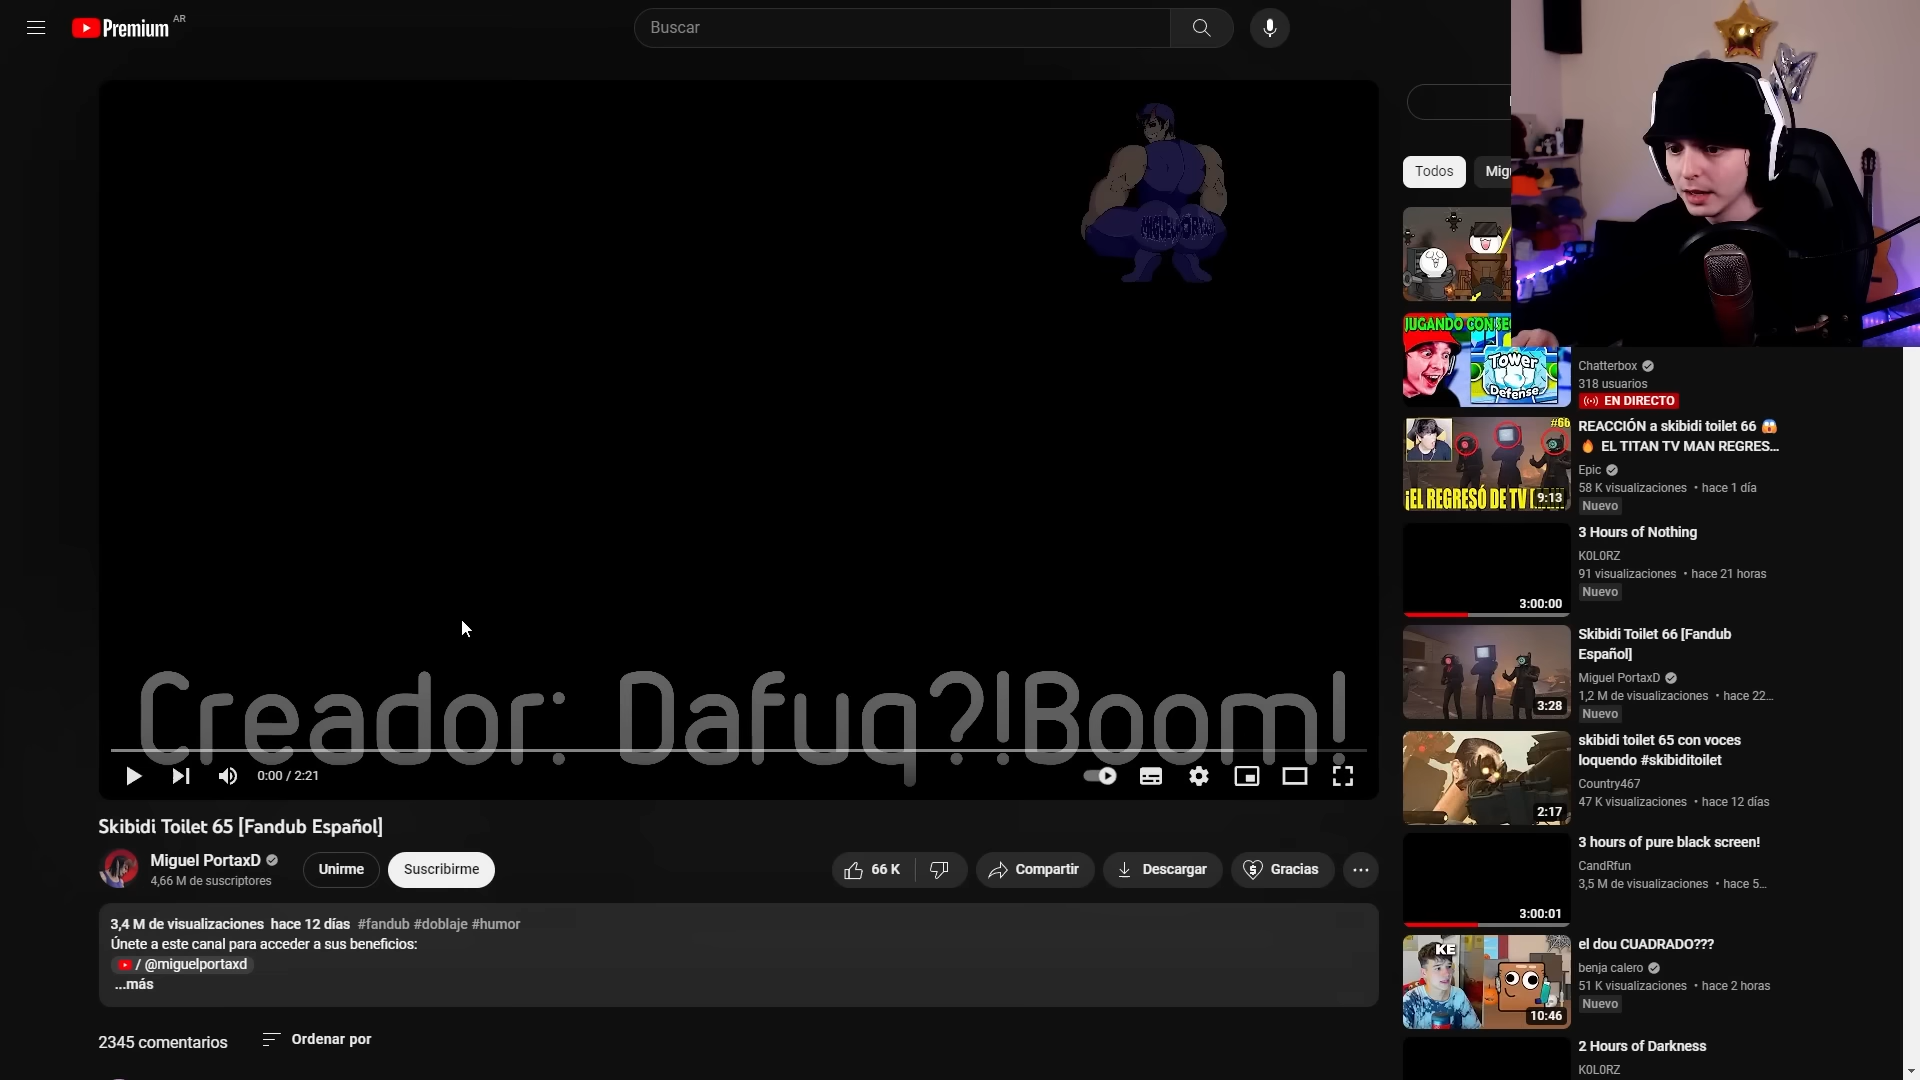 Premium AR
Buscar
MIGUEL PORTAXD
Creador: Dafuq?!Boom!
0:00 / 2:21
Skibidi Toilet 65 [Fandub Español]
Miguel PortaxD
4,66 M de suscriptores
Unirme
Suscribirme
66 K
Compartir
Descargar
Gracias
3,4 M de visualizaciones hace 12 días #fandub #doblaje #humor
Únete a este canal para acceder a sus beneficios:
/ @miguelportaxd
...más
2345 comentarios
Ordenar por
Todos
Migu
JUGANDO CON SE
TOWER
Defense
Chatterbox
318 usuarios
EN DIRECTO
#66
¡EL REGRESÓ DE TV
9:13
REACCIÓN a skibidi toilet 66 😱
🔥 EL TITAN TV MAN REGRES...
Epic
58 K visualizaciones • hace 1 día
Nuevo
3:00:00
3 Hours of Nothing
K0L0RZ
91 visualizaciones • hace 21 horas
Nuevo
3:28
Skibidi Toilet 66 [Fandub
Español]
Miguel PortaxD
1,2 M de visualizaciones • hace 22...
Nuevo
2:17
skibidi toilet 65 con voces
loquendo #skibiditoilet
Country467
47 K visualizaciones • hace 12 días
3:00:01
3 hours of pure black screen!
CandRfun
3,5 M de visualizaciones • hace 5...
KE
10:46
el dou CUADRADO???
benja calero
51 K visualizaciones • hace 2 horas
Nuevo
2 Hours of Darkness
K0L0RZ